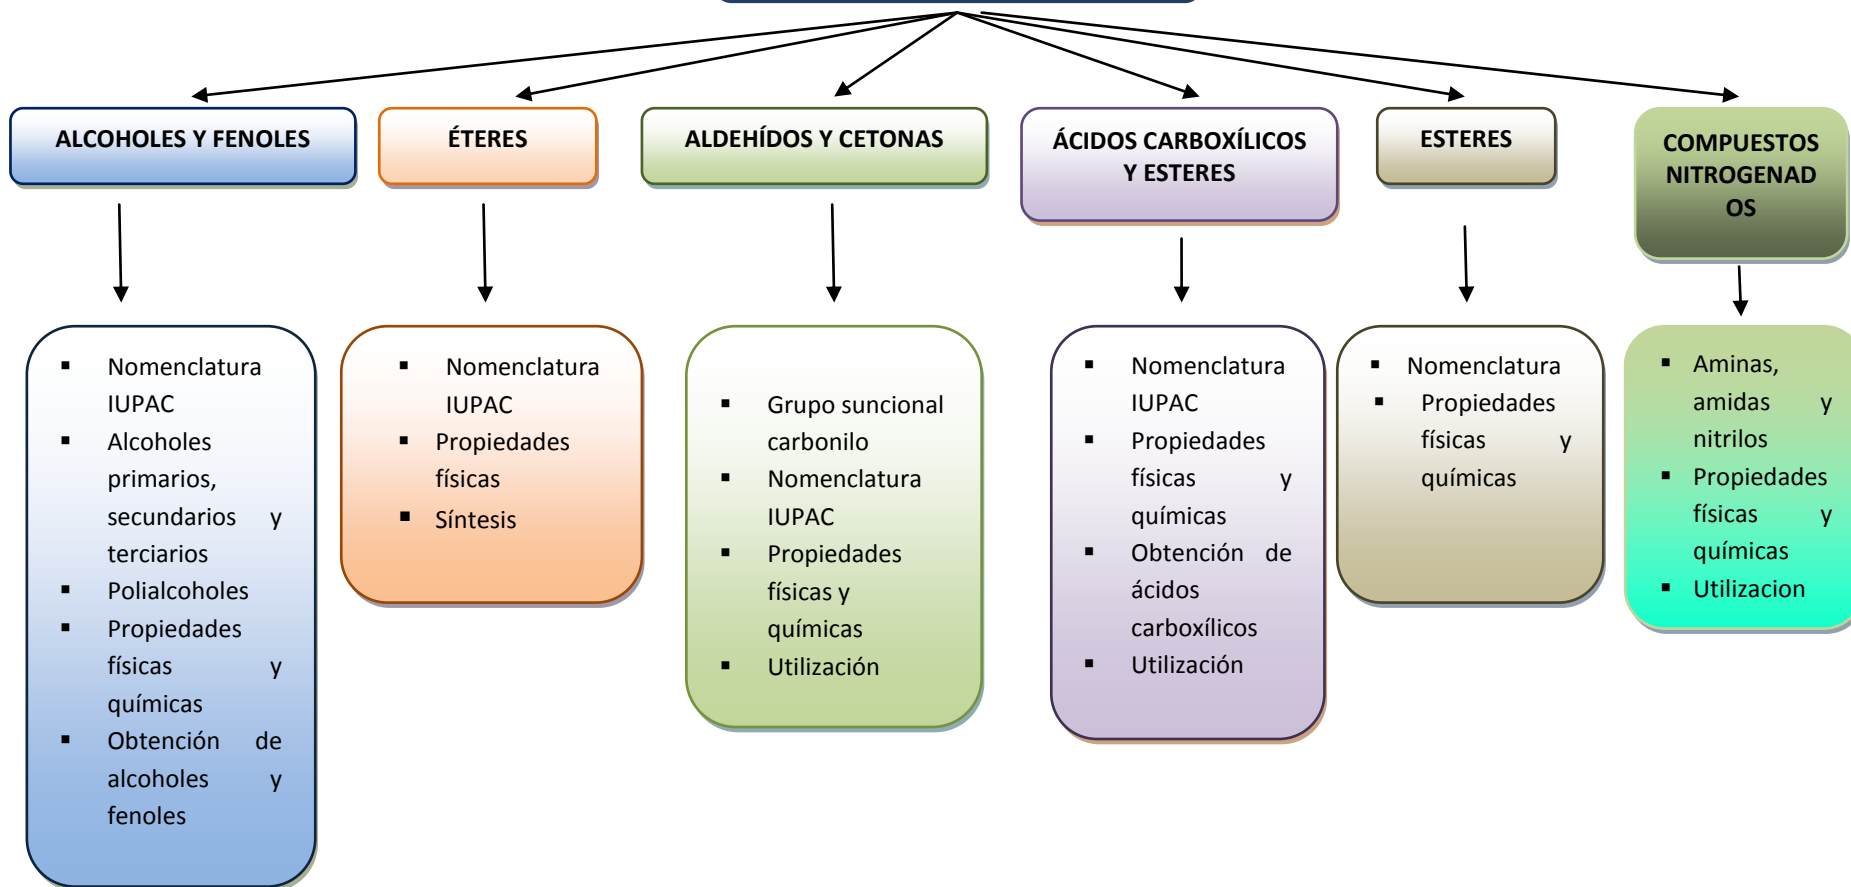 ALCOHOLES Y FENOLES
ÉTERES
ALDEHÍDOS Y CETONAS
ÁCIDOS CARBOXÍLICOS
Y ESTERES
ESTERES
COMPUESTOS
NITROGENAD
OS
▪ Nomenclatura
IUPAC
▪ Alcoholes
primarios,
secundarios y
terciarios
▪ Polialcoholes
▪ Propiedades
físicas y
químicas
▪ Obtención de
alcoholes y
fenoles
▪ Nomenclatura
IUPAC
▪ Propiedades
físicas
▪ Síntesis
▪ Grupo suncional
carbonilo
▪ Nomenclatura
IUPAC
▪ Propiedades
físicas y
químicas
▪ Utilización
▪ Nomenclatura
IUPAC
▪ Propiedades
físicas y
químicas
▪ Obtención de
ácidos
carboxílicos
▪ Utilización
▪ Nomenclatura
▪ Propiedades
físicas y
químicas
▪ Aminas,
amidas y
nitrilos
▪ Propiedades
físicas y
químicas
▪ Utilizacion